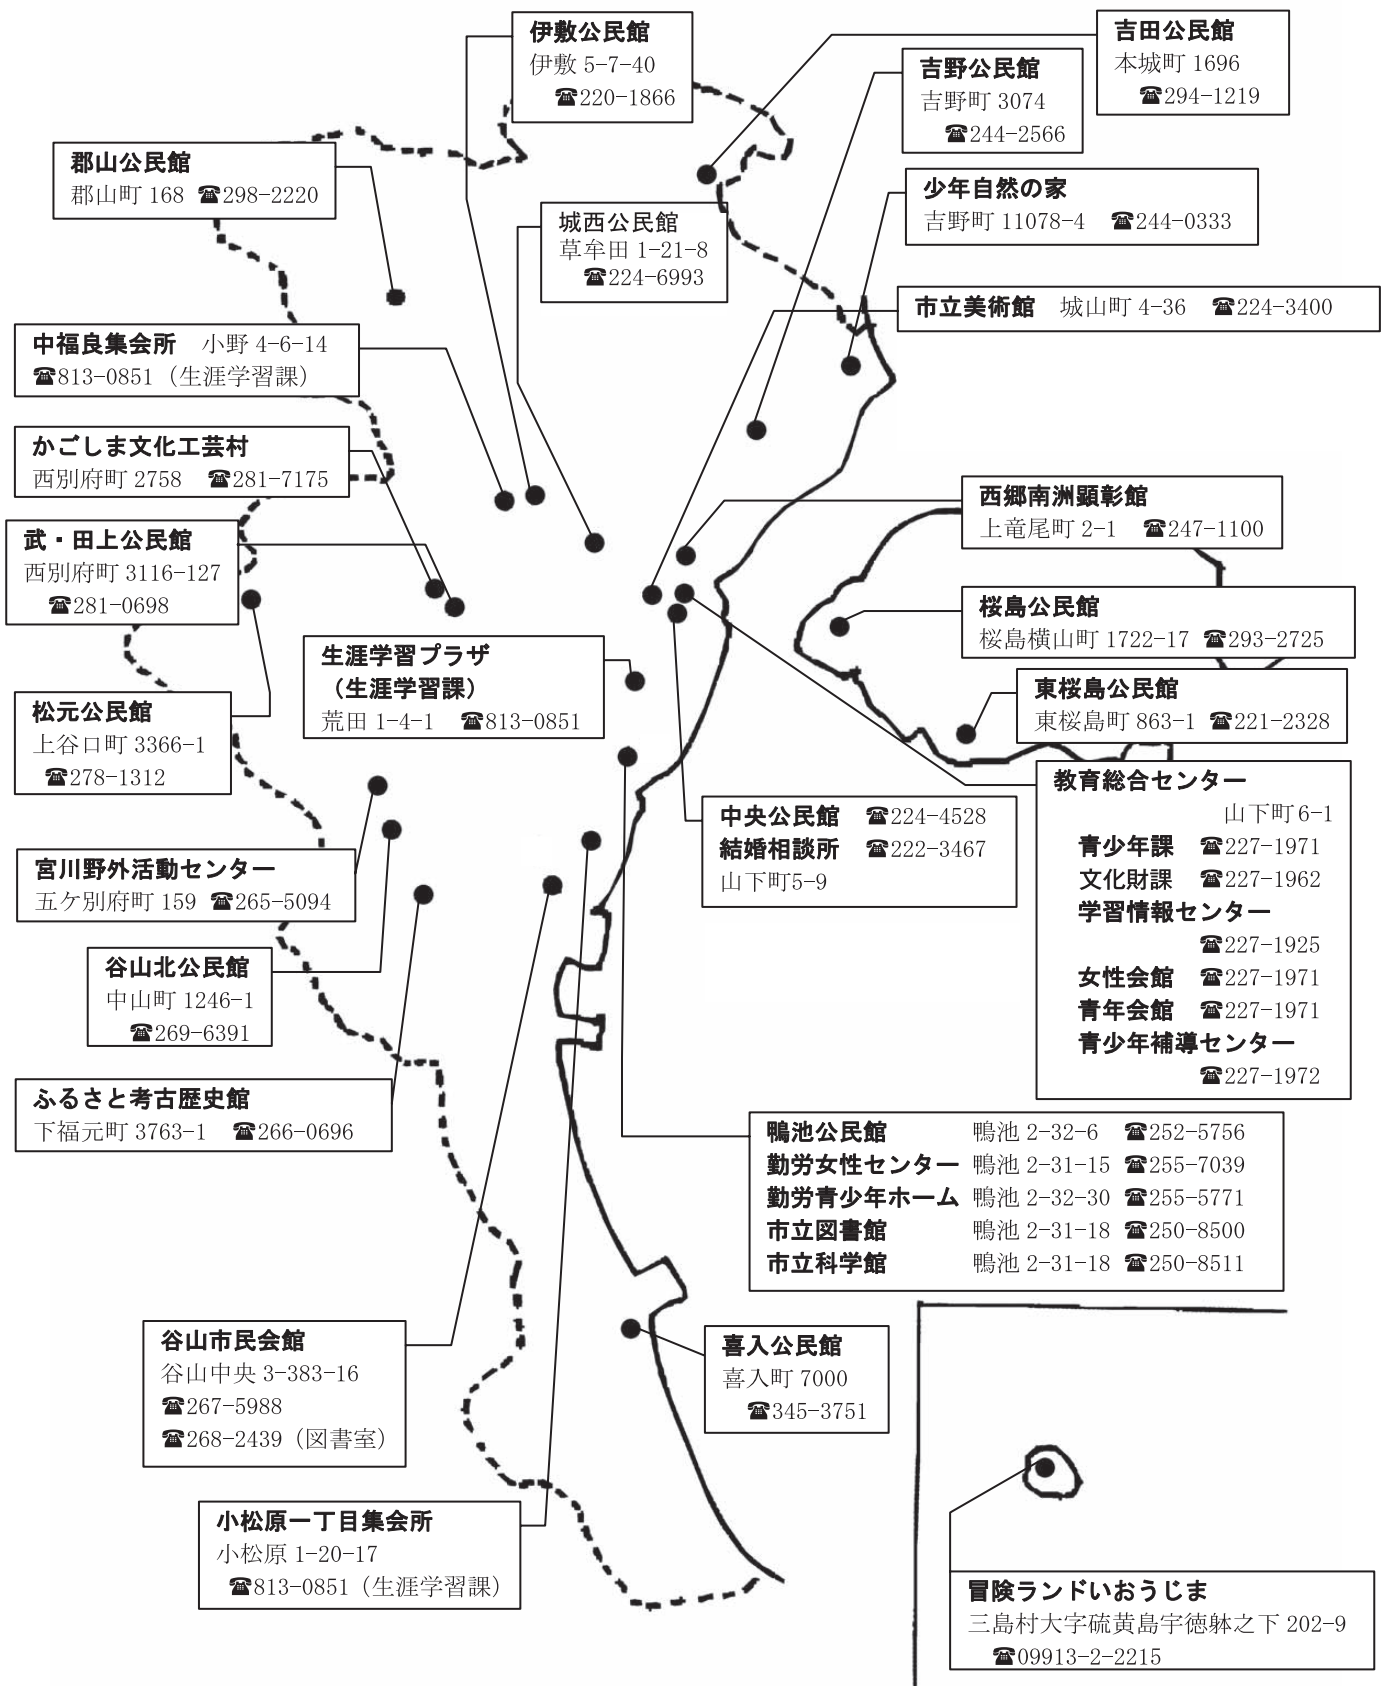 伊敷公民館
伊敷 5-7-40
☎220-1866
吉田公民館
本城町 1696
☎294-1219
吉野公民館
吉野町 3074
☎244-2566
郡山公民館
郡山町 168 ☎298-2220
少年自然の家
吉野町 11078-4 ☎244-0333
城西公民館
草牟田 1-21-8
☎224-6993
市立美術館 城山町 4-36 ☎224-3400
中福良集会所 小野 4-6-14
☎813-0851（生涯学習課）
かごしま文化工芸村
西別府町 2758 ☎281-7175
西郷南洲顕彰館
上竜尾町 2-1 ☎247-1100
武・田上公民館
西別府町 3116-127
☎281-0698
桜島公民館
桜島横山町 1722-17 ☎293-2725
生涯学習プラザ
（生涯学習課）
荒田 1-4-1 ☎813-0851
東桜島公民館
東桜島町 863-1 ☎221-2328
松元公民館
上谷口町 3366-1
☎278-1312
教育総合センター
山下町 6-1
青少年課 ☎227-1971
文化財課 ☎227-1962
学習情報センター
☎227-1925
女性会館 ☎227-1971
青年会館 ☎227-1971
青少年補導センター
☎227-1972
中央公民館 ☎224-4528
結婚相談所 ☎222-3467
山下町5-9
宮川野外活動センター
五ケ別府町 159 ☎265-5094
谷山北公民館
中山町 1246-1
☎269-6391
ふるさと考古歴史館
下福元町 3763-1 ☎266-0696
鴨池公民館 鴨池 2-32-6 ☎252-5756
勤労女性センター 鴨池 2-31-15 ☎255-7039
勤労青少年ホーム 鴨池 2-32-30 ☎255-5771
市立図書館 鴨池 2-31-18 ☎250-8500
市立科学館 鴨池 2-31-18 ☎250-8511
谷山市民会館
谷山中央 3-383-16
☎267-5988
☎268-2439（図書室）
喜入公民館
喜入町 7000
☎345-3751
小松原一丁目集会所
小松原 1-20-17
☎813-0851（生涯学習課）
冒険ランドいおうじま
三島村大字硫黄島宇徳躰之下 202-9
☎09913-2-2215